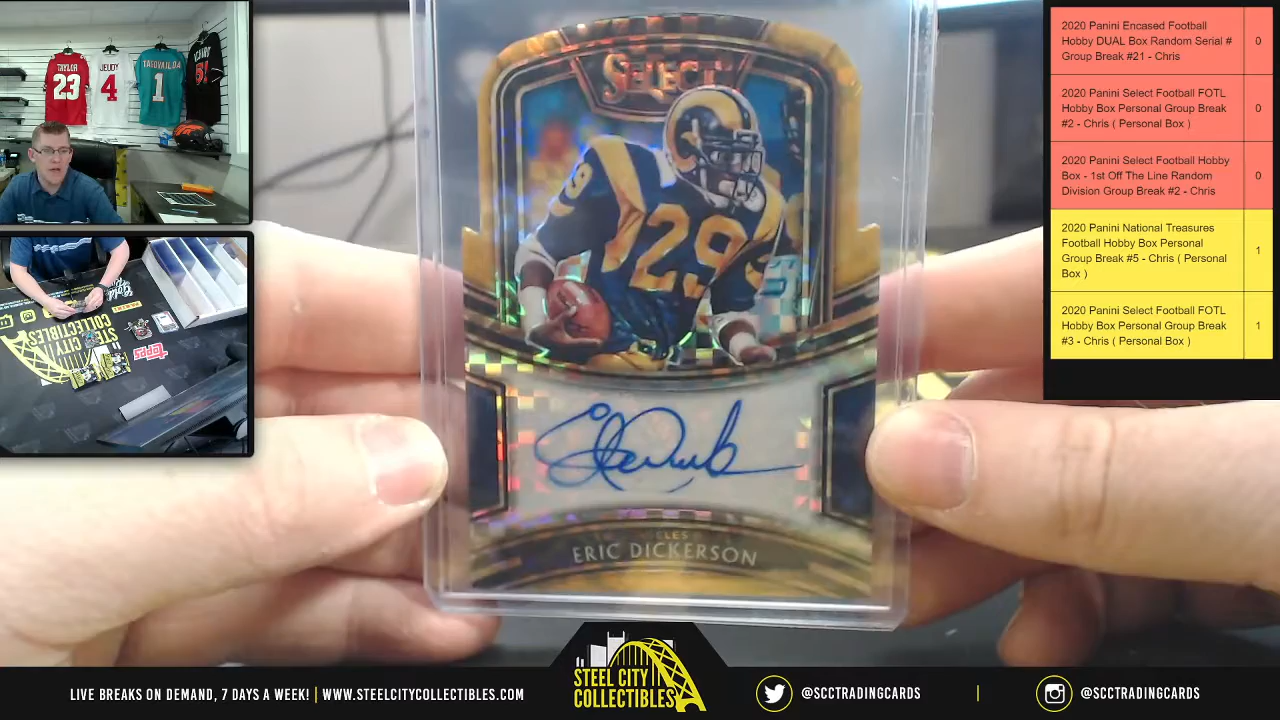 TAYLOR
23
JEUDY
4
TAGOVAILOA
1
51
STEEL CITY
COLLECTIBLES
Topps
SELECT
29
29
ERIC DICKERSON
2020 Panini Encased Football
Hobby DUAL Box Random Serial #
Group Break #21 - Chris
0
2020 Panini Select Football FOTL
Hobby Box Personal Group Break
#2 - Chris ( Personal Box )
0
2020 Panini Select Football Hobby
Box - 1st Off The Line Random
Division Group Break #2 - Chris
0
2020 Panini National Treasures
Football Hobby Box Personal
Group Break #5 - Chris ( Personal
Box )
1
2020 Panini Select Football FOTL
Hobby Box Personal Group Break
#3 - Chris ( Personal Box )
1
LIVE BREAKS ON DEMAND, 7 DAYS A WEEK! | WWW.STEELCITYCOLLECTIBLES.COM
STEEL CITY
COLLECTIBLES
@SCCTRADINGCARDS
@SCCTRADINGCARDS